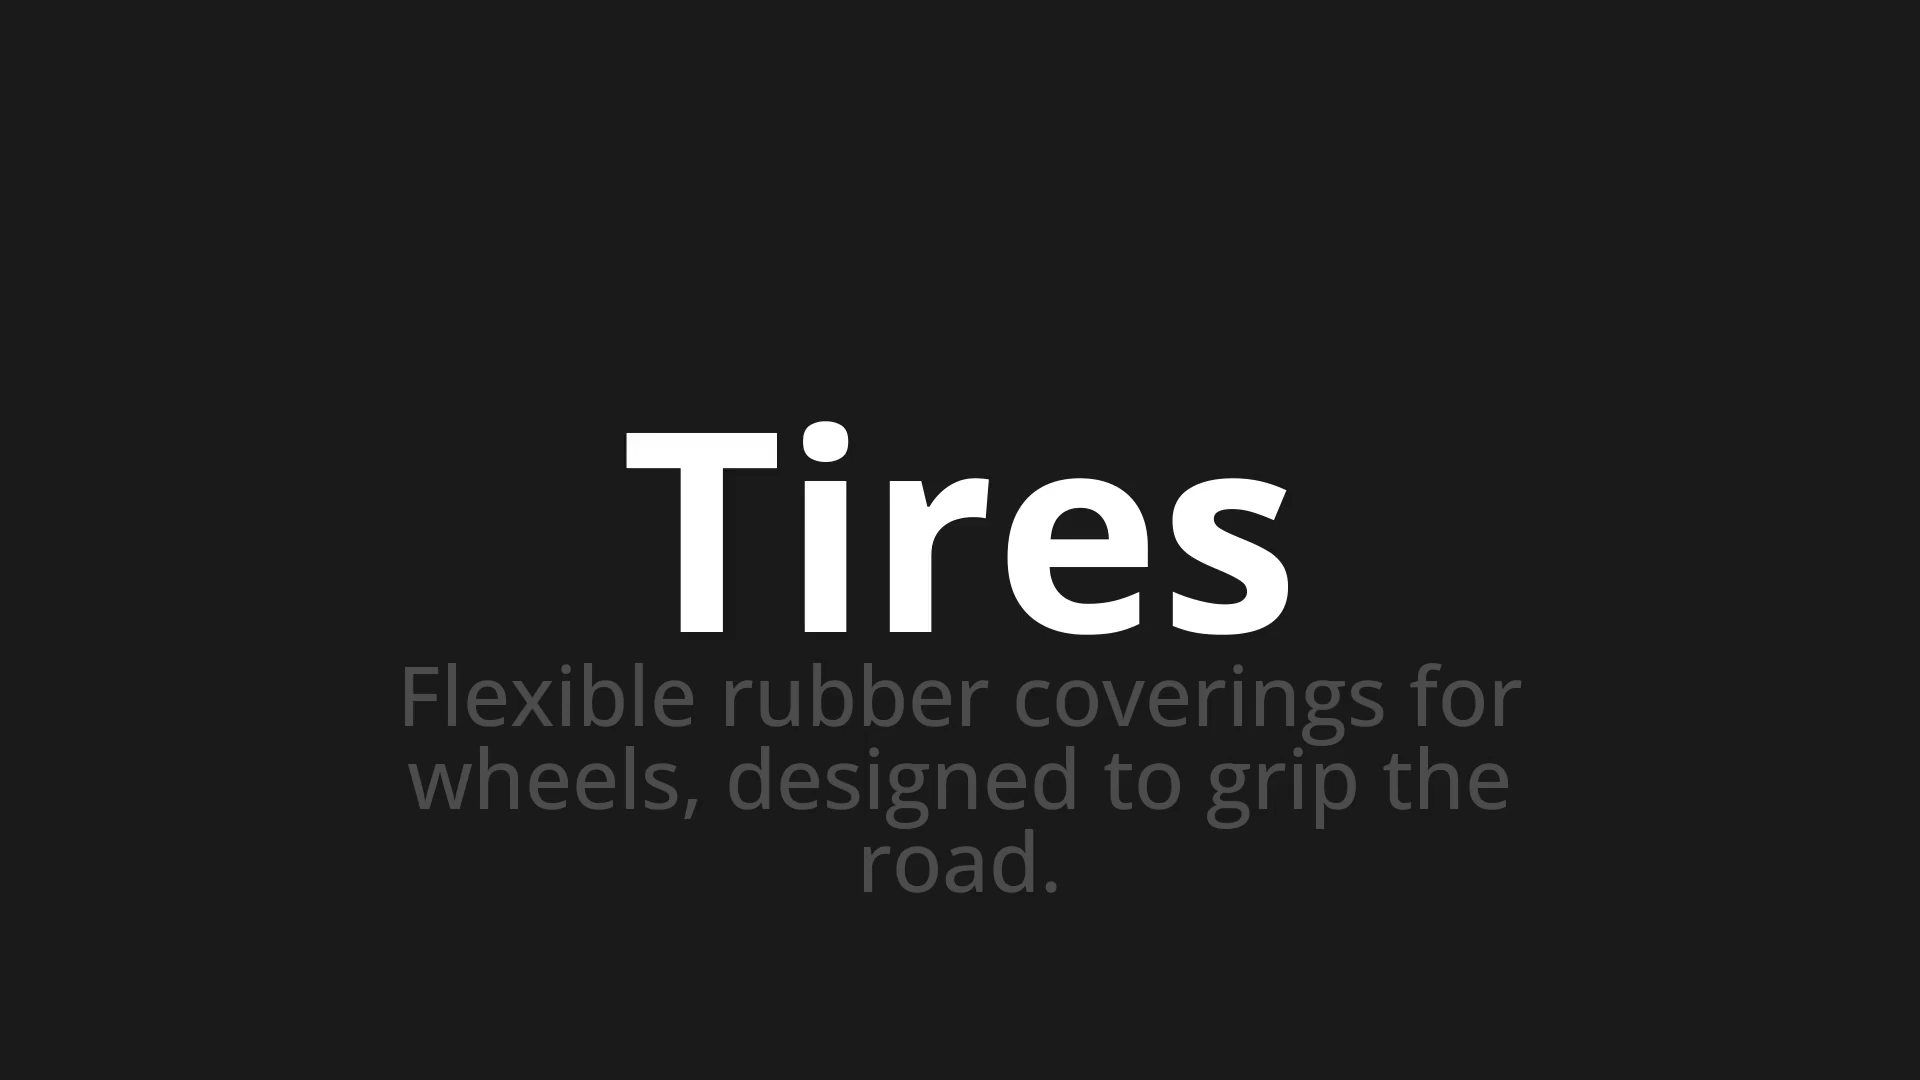 Tires
Flexible rubber coverings for
wheels, designed to grip the
road.